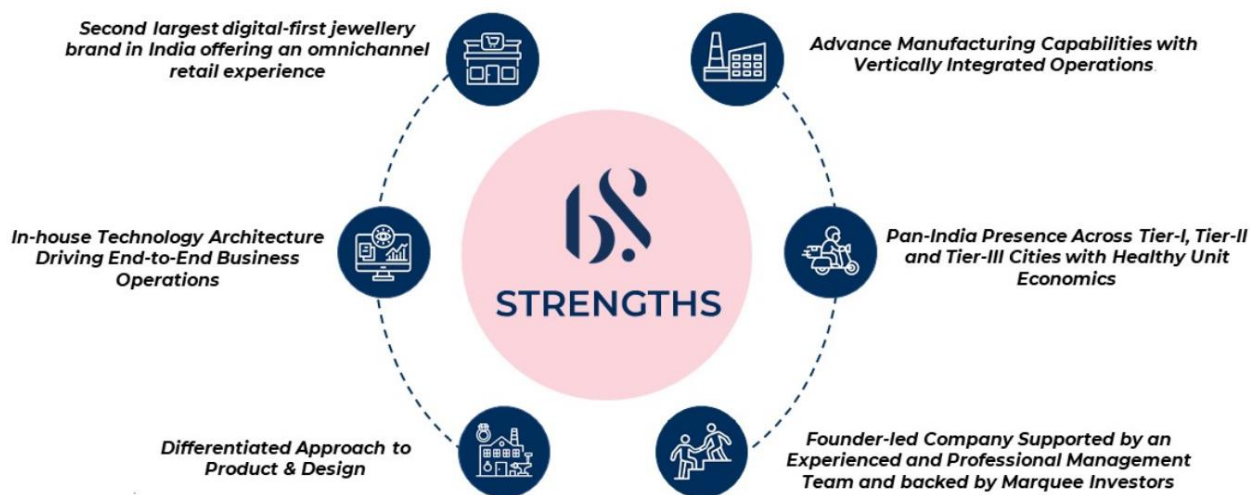 Second largest digital-first jewellery
brand in India offering an omnichannel
retail experience
Advance Manufacturing Capabilities with
Vertically Integrated Operations
In-house Technology Architecture
Driving End-to-End Business
Operations
bS
STRENGTHS
Pan-India Presence Across Tier-I, Tier-II
and Tier-III Cities with Healthy Unit
Economics
Differentiated Approach to
Product & Design
Founder-led Company Supported by an
Experienced and Professional Management
Team and backed by Marquee Investors